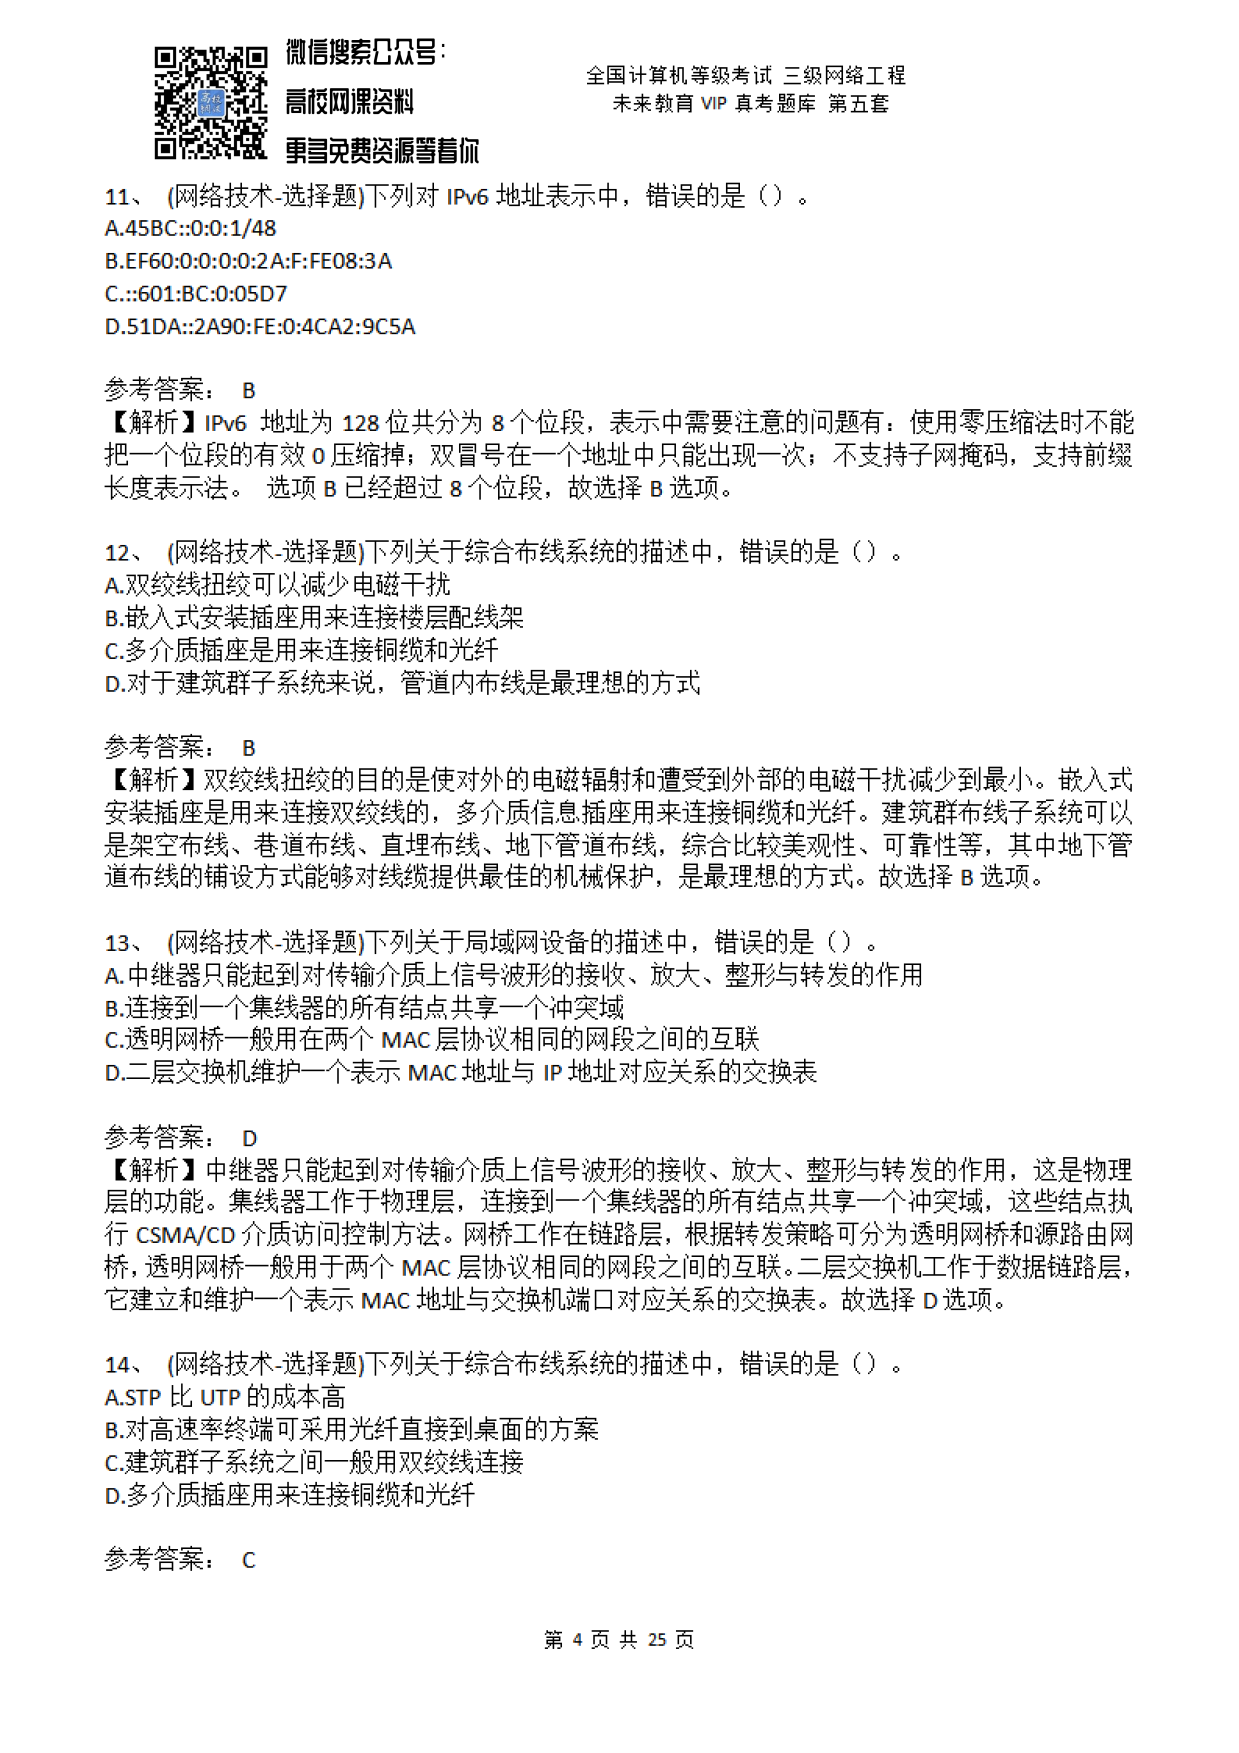 微信搜索公众号：
高校网课资料
更多免费资源等着你
全国计算机等级考试 三级网络工程
未来教育 VIP 真考题库 第五套
11、 (网络技术-选择题)下列对 IPv6 地址表示中，错误的是（）。
A.45BC::0:0:1/48
B.EF60:0:0:0:0:2A:F:FE08:3A
C.::601:BC:0:05D7
D.51DA::2A90:FE:0:4CA2:9C5A
参考答案： B
【解析】IPv6 地址为 128 位共分为 8 个位段，表示中需要注意的问题有：使用零压缩法时不能
把一个位段的有效 0 压缩掉；双冒号在一个地址中只能出现一次；不支持子网掩码，支持前缀
长度表示法。 选项 B 已经超过 8 个位段，故选择 B 选项。
12、 (网络技术-选择题)下列关于综合布线系统的描述中，错误的是（）。
A.双绞线扭绞可以减少电磁干扰
B.嵌入式安装插座用来连接楼层配线架
C.多介质插座是用来连接铜缆和光纤
D.对于建筑群子系统来说，管道内布线是最理想的方式
参考答案： B
【解析】双绞线扭绞的目的是使对外的电磁辐射和遭受到外部的电磁干扰减少到最小。嵌入式
安装插座是用来连接双绞线的，多介质信息插座用来连接铜缆和光纤。建筑群布线子系统可以
是架空布线、巷道布线、直埋布线、地下管道布线，综合比较美观性、可靠性等，其中地下管
道布线的铺设方式能够对线缆提供最佳的机械保护，是最理想的方式。故选择 B 选项。
13、 (网络技术-选择题)下列关于局域网设备的描述中，错误的是（）。
A.中继器只能起到对传输介质上信号波形的接收、放大、整形与转发的作用
B.连接到一个集线器的所有结点共享一个冲突域
C.透明网桥一般用在两个 MAC 层协议相同的网段之间的互联
D.二层交换机维护一个表示 MAC 地址与 IP 地址对应关系的交换表
参考答案： D
【解析】中继器只能起到对传输介质上信号波形的接收、放大、整形与转发的作用，这是物理
层的功能。集线器工作于物理层，连接到一个集线器的所有结点共享一个冲突域，这些结点执
行 CSMA/CD 介质访问控制方法。网桥工作在链路层，根据转发策略可分为透明网桥和源路由网
桥，透明网桥一般用于两个 MAC 层协议相同的网段之间的互联。二层交换机工作于数据链路层，
它建立和维护一个表示 MAC 地址与交换机端口对应关系的交换表。故选择 D 选项。
14、 (网络技术-选择题)下列关于综合布线系统的描述中，错误的是（）。
A.STP 比 UTP 的成本高
B.对高速率终端可采用光纤直接到桌面的方案
C.建筑群子系统之间一般用双绞线连接
D.多介质插座用来连接铜缆和光纤
参考答案： C
第 4 页 共 25 页